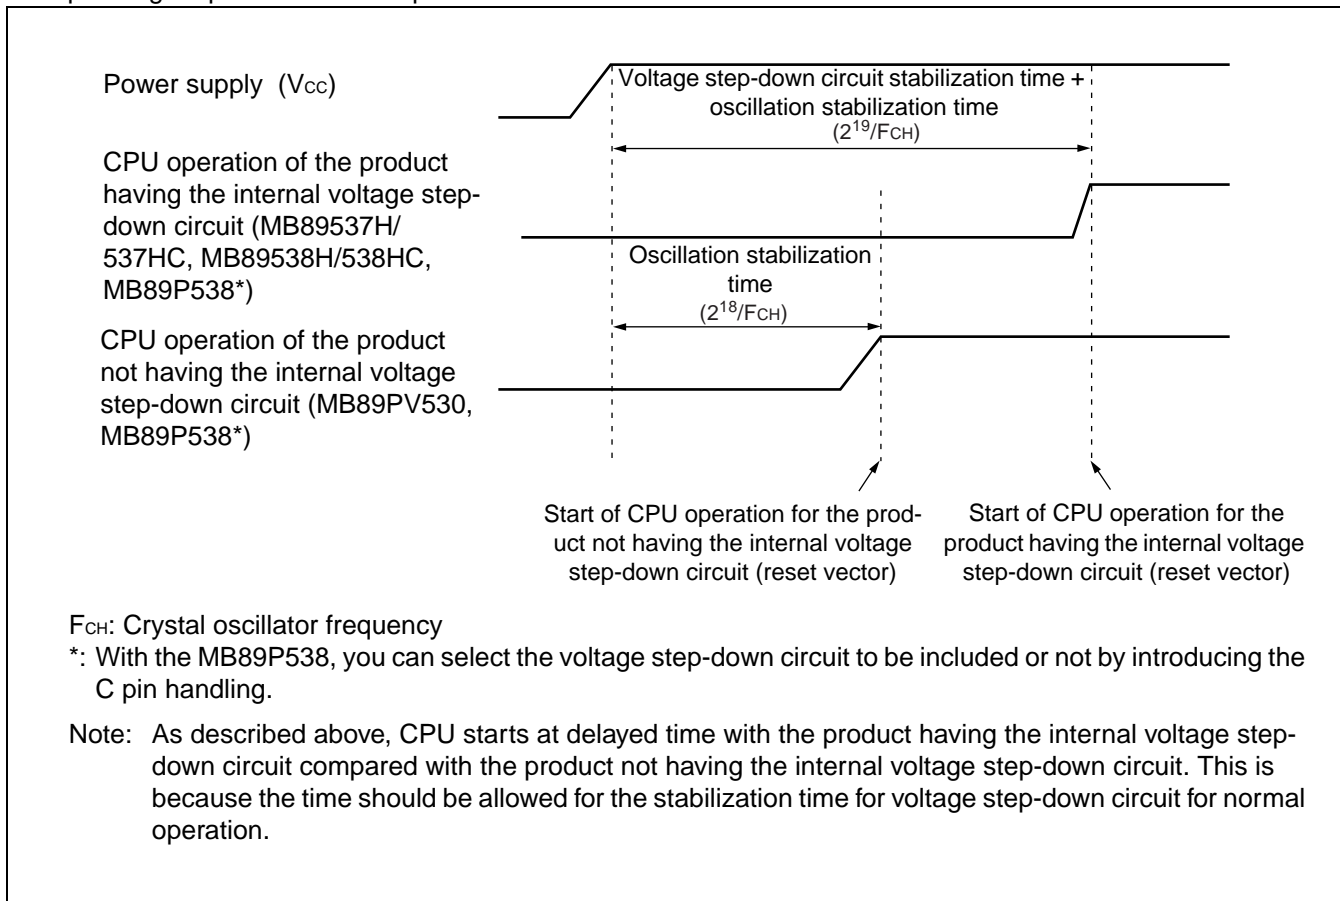 Power supply (VCC)
Voltage step-down circuit stabilization time +
oscillation stabilization time
(2^19/FCH)
CPU operation of the product
having the internal voltage step-
down circuit (MB89537H/
537HC, MB89538H/538HC,
MB89P538*)
Oscillation stabilization
time
(2^18/FCH)
CPU operation of the product
not having the internal voltage
step-down circuit (MB89PV530,
MB89P538*)
Start of CPU operation for the prod-
uct not having the internal voltage
step-down circuit (reset vector)
Start of CPU operation for the
product having the internal voltage
step-down circuit (reset vector)
FCH: Crystal oscillator frequency
*: With the MB89P538, you can select the voltage step-down circuit to be included or not by introducing the
C pin handling.
Note: As described above, CPU starts at delayed time with the product having the internal voltage step-
down circuit compared with the product not having the internal voltage step-down circuit. This is
because the time should be allowed for the stabilization time for voltage step-down circuit for normal
operation.